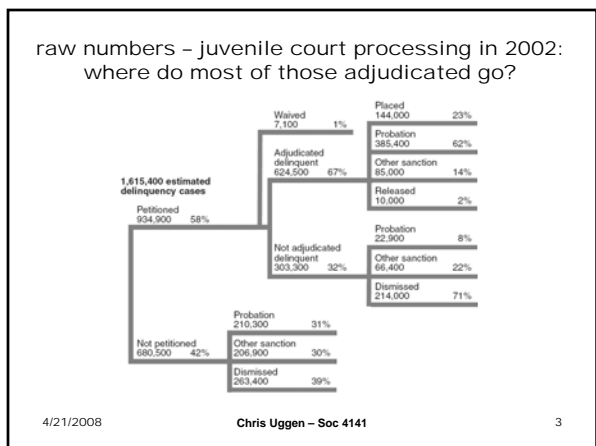 raw numbers – juvenile court processing in 2002:
where do most of those adjudicated go?
1,615,400 estimated
delinquency cases
Petitioned
934,900 58%
Waived
7,100 1%
Adjudicated
delinquent
624,500 67%
Placed
144,000 23%
Probation
385,400 62%
Other sanction
85,000 14%
Released
10,000 2%
Not adjudicated
delinquent
303,300 32%
Probation
22,900 8%
Other sanction
66,400 22%
Dismissed
214,000 71%
Not petitioned
680,500 42%
Probation
210,300 31%
Other sanction
206,900 30%
Dismissed
263,400 39%
4/21/2008
Chris Uggen – Soc 4141
3